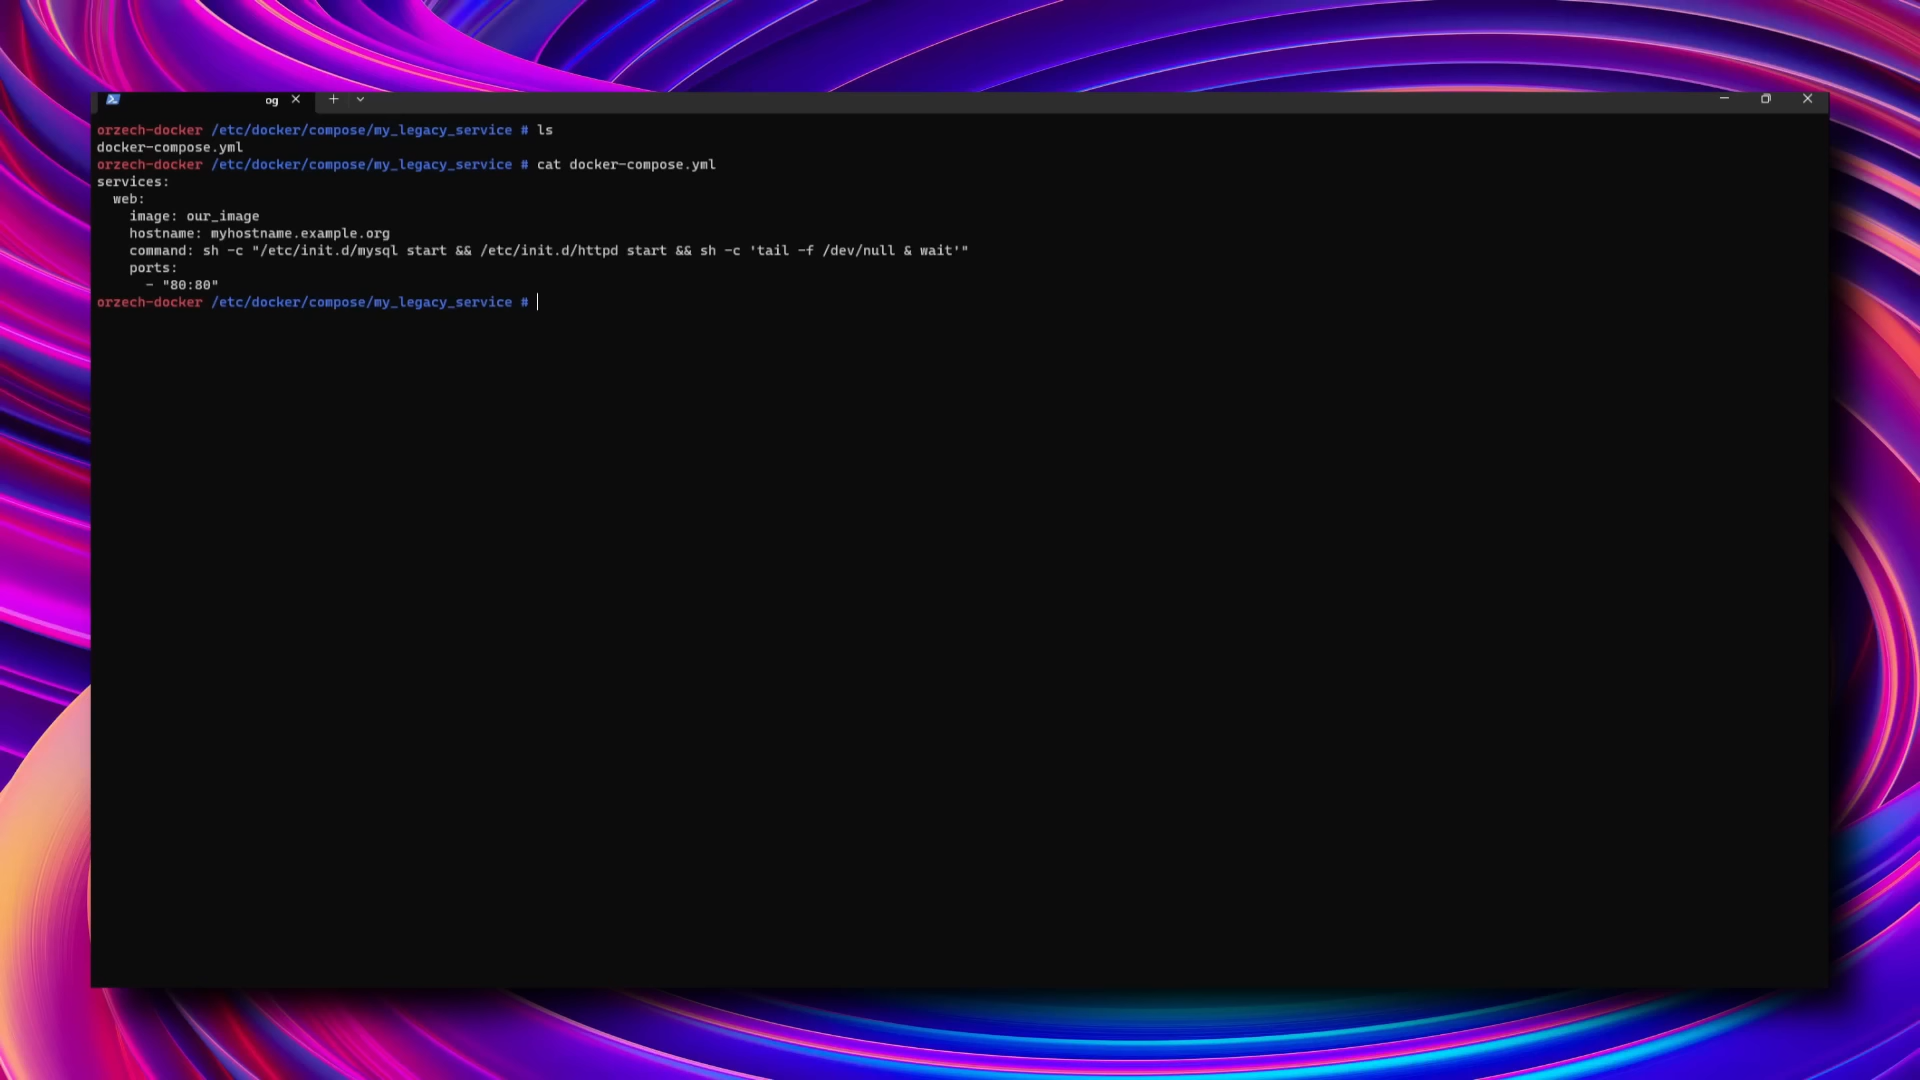 og
orzech-docker /etc/docker/compose/my_legacy_service # ls
docker-compose.yml
orzech-docker /etc/docker/compose/my_legacy_service # cat docker-compose.yml
services:
  web:
    image: our_image
    hostname: myhostname.example.org
    command: sh -c "/etc/init.d/mysql start && /etc/init.d/httpd start && sh -c 'tail -f /dev/null & wait'"
    ports:
      - "80:80"
orzech-docker /etc/docker/compose/my_legacy_service #